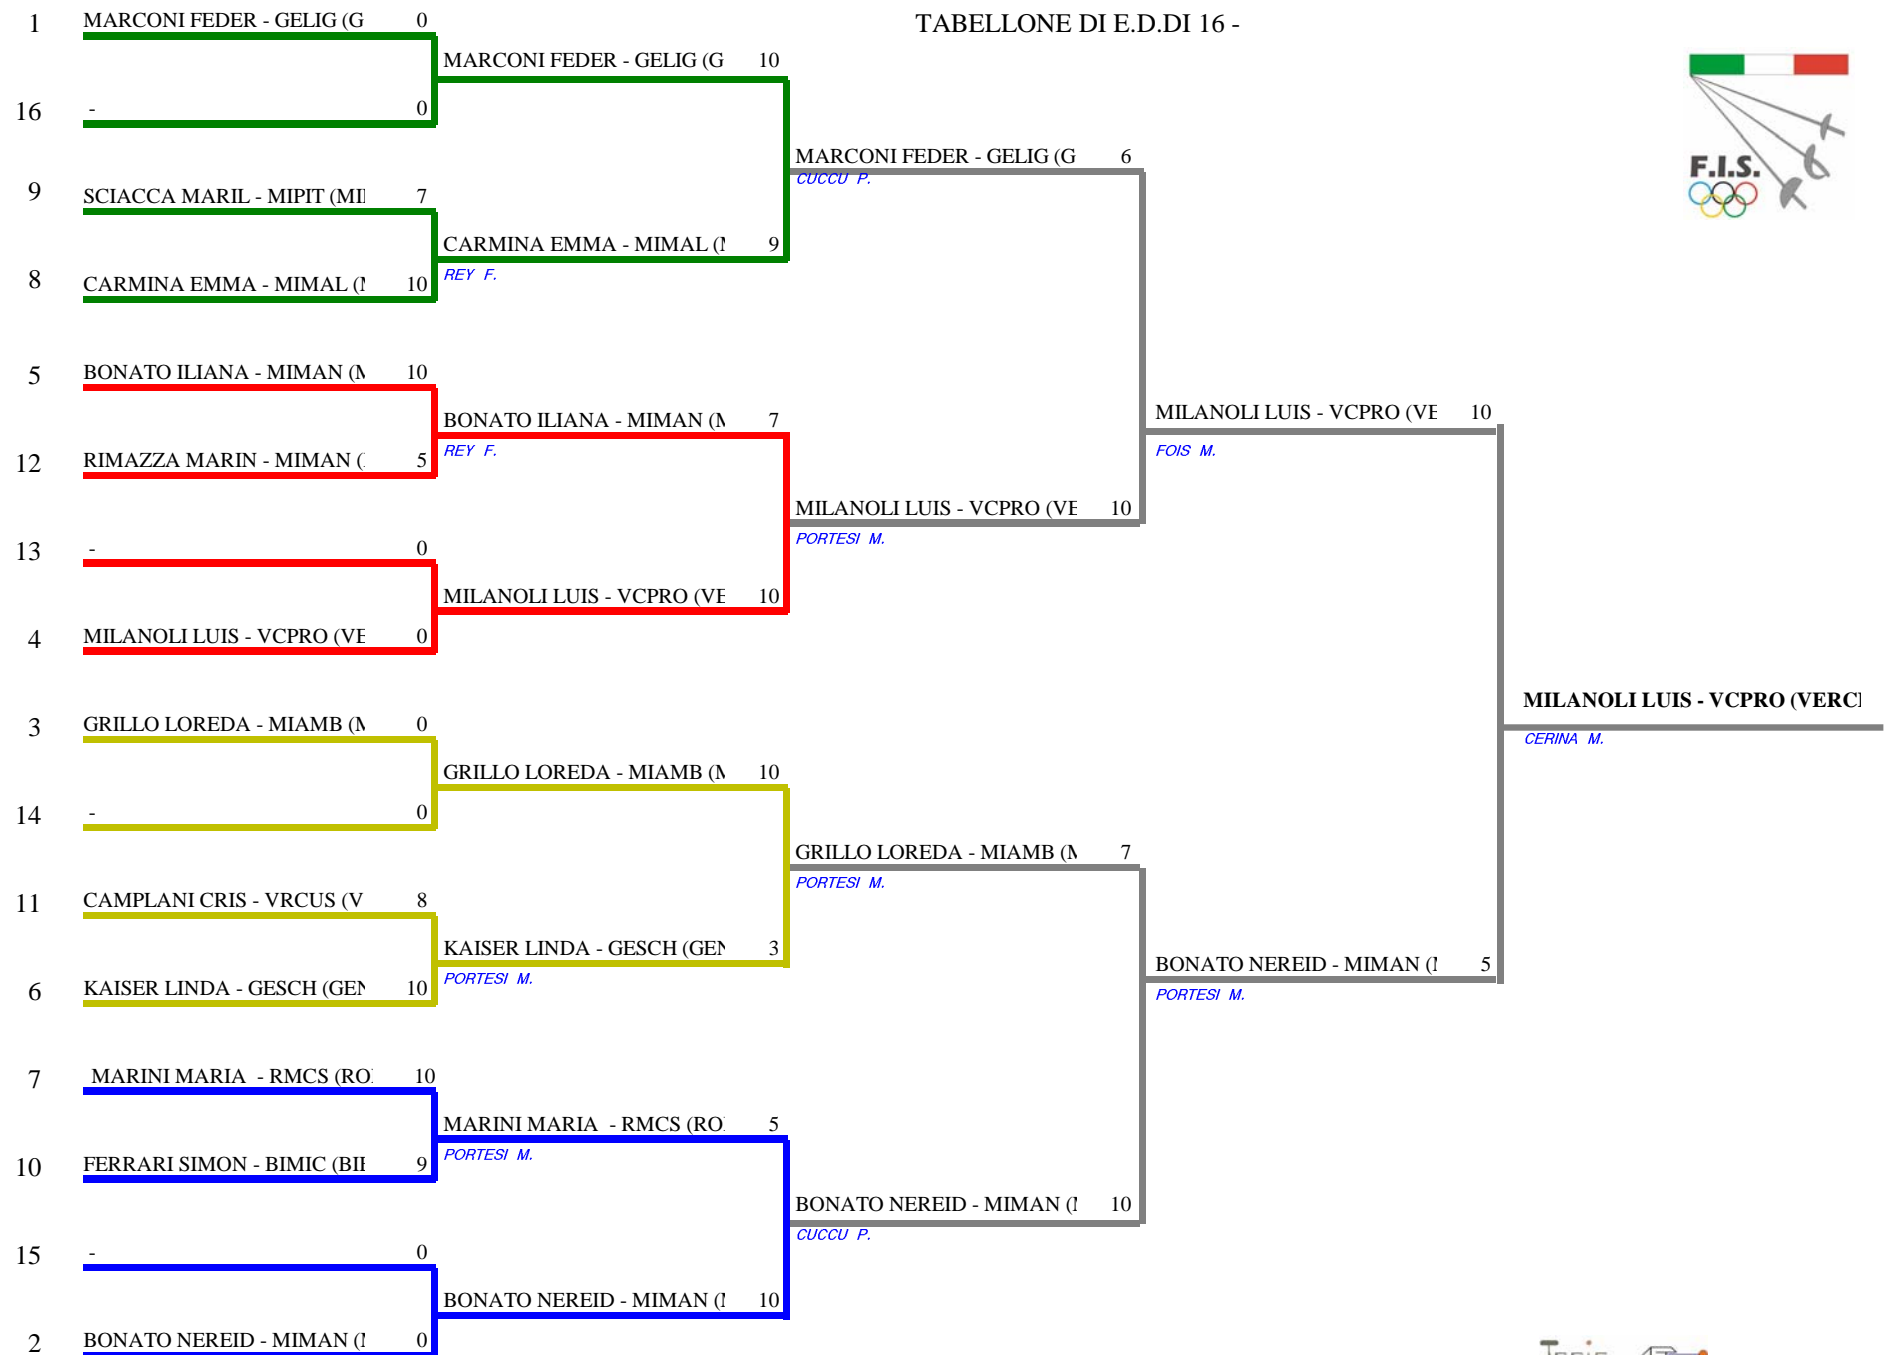 TABELLONE DI E.D.DI 16 -
F.I.S.
1 MARCONI FEDER - GELIG (G 0
16 - 0
9 SCIACCA MARIL - MIPIT (MI 7
8 CARMINA EMMA - MIMAL ( 10
5 BONATO ILIANA - MIMAN ( 10
12 RIMAZZA MARIN - MIMAN ( 5
13 - 0
4 MILANOLI LUIS - VCPRO (VE 0
3 GRILLO LOREDA - MIAMB ( 0
14 - 0
11 CAMPLANI CRIS - VRCUS (V 8
6 KAISER LINDA - GESCH (GEN 10
7 MARINI MARIA - RMCS (RO 10
10 FERRARI SIMON - BIMIC (BI 9
15 - 0
2 BONATO NEREID - MIMAN ( 0
MARCONI FEDER - GELIG (G 10
CARMINA EMMA - MIMAL ( 9
REY F.
BONATO ILIANA - MIMAN ( 7
REY F.
MILANOLI LUIS - VCPRO (VE 10
GRILLO LOREDA - MIAMB ( 10
KAISER LINDA - GESCH (GEN 3
PORTESI M.
MARINI MARIA - RMCS (RO 5
PORTESI M.
BONATO NEREID - MIMAN ( 10
MARCONI FEDER - GELIG (G 6
CUCCU P.
MILANOLI LUIS - VCPRO (VE 10
PORTESI M.
GRILLO LOREDA - MIAMB ( 7
PORTESI M.
BONATO NEREID - MIMAN ( 10
CUCCU P.
MILANOLI LUIS - VCPRO (VE 10
FOIS M.
BONATO NEREID - MIMAN ( 5
PORTESI M.
MILANOLI LUIS - VCPRO (VERC
CERINA M.